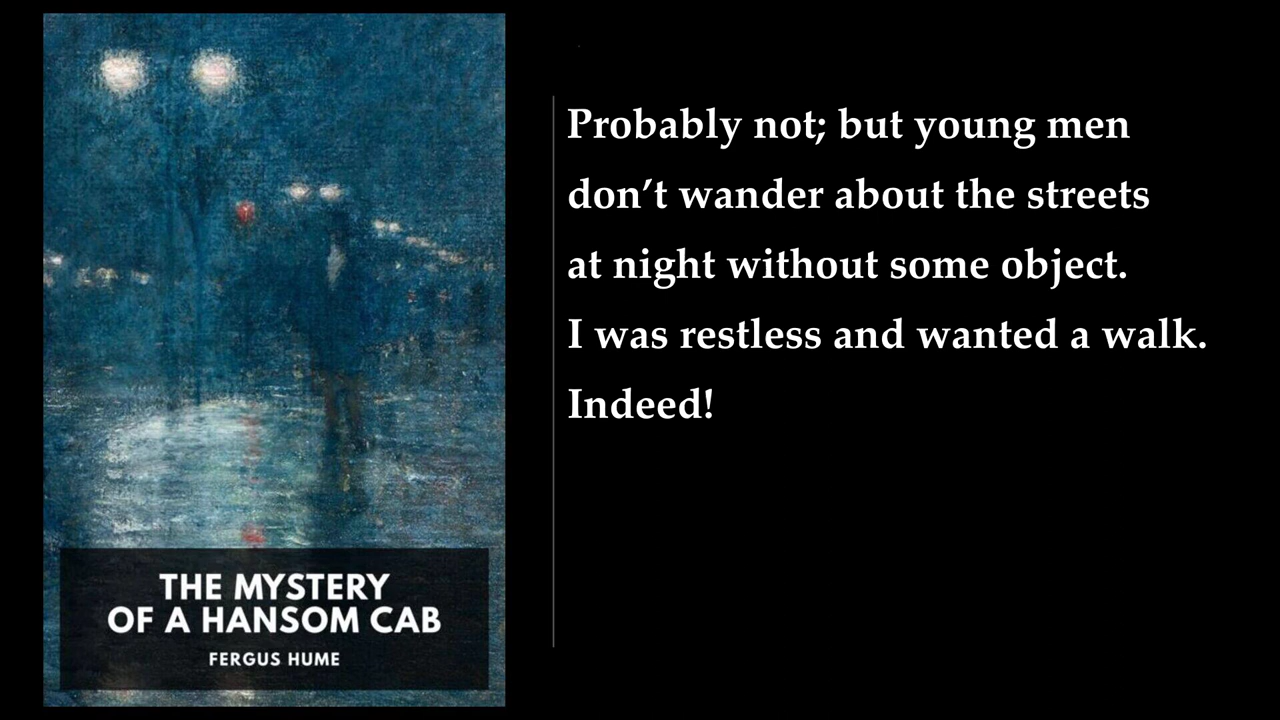 THE MYSTERY
OF A HANSOM CAB
FERGUS HUME
Probably not; but young men
don’t wander about the streets
at night without some object.
I was restless and wanted a walk.
Indeed!